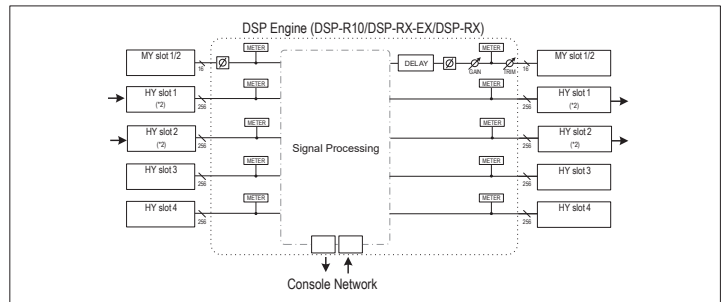 DSP Engine (DSP-R10/DSP-RX-EX/DSP-RX)
MY slot 1/2
16
METER
DELAY
GAIN
METER
TRIM
16
MY slot 1/2
HY slot 1
(*2)
256
METER
METER
256
HY slot 1
(*2)
HY slot 2
(*2)
256
METER
Signal Processing
METER
256
HY slot 2
(*2)
HY slot 3
256
METER
METER
256
HY slot 3
HY slot 4
256
METER
METER
256
HY slot 4
Console Network